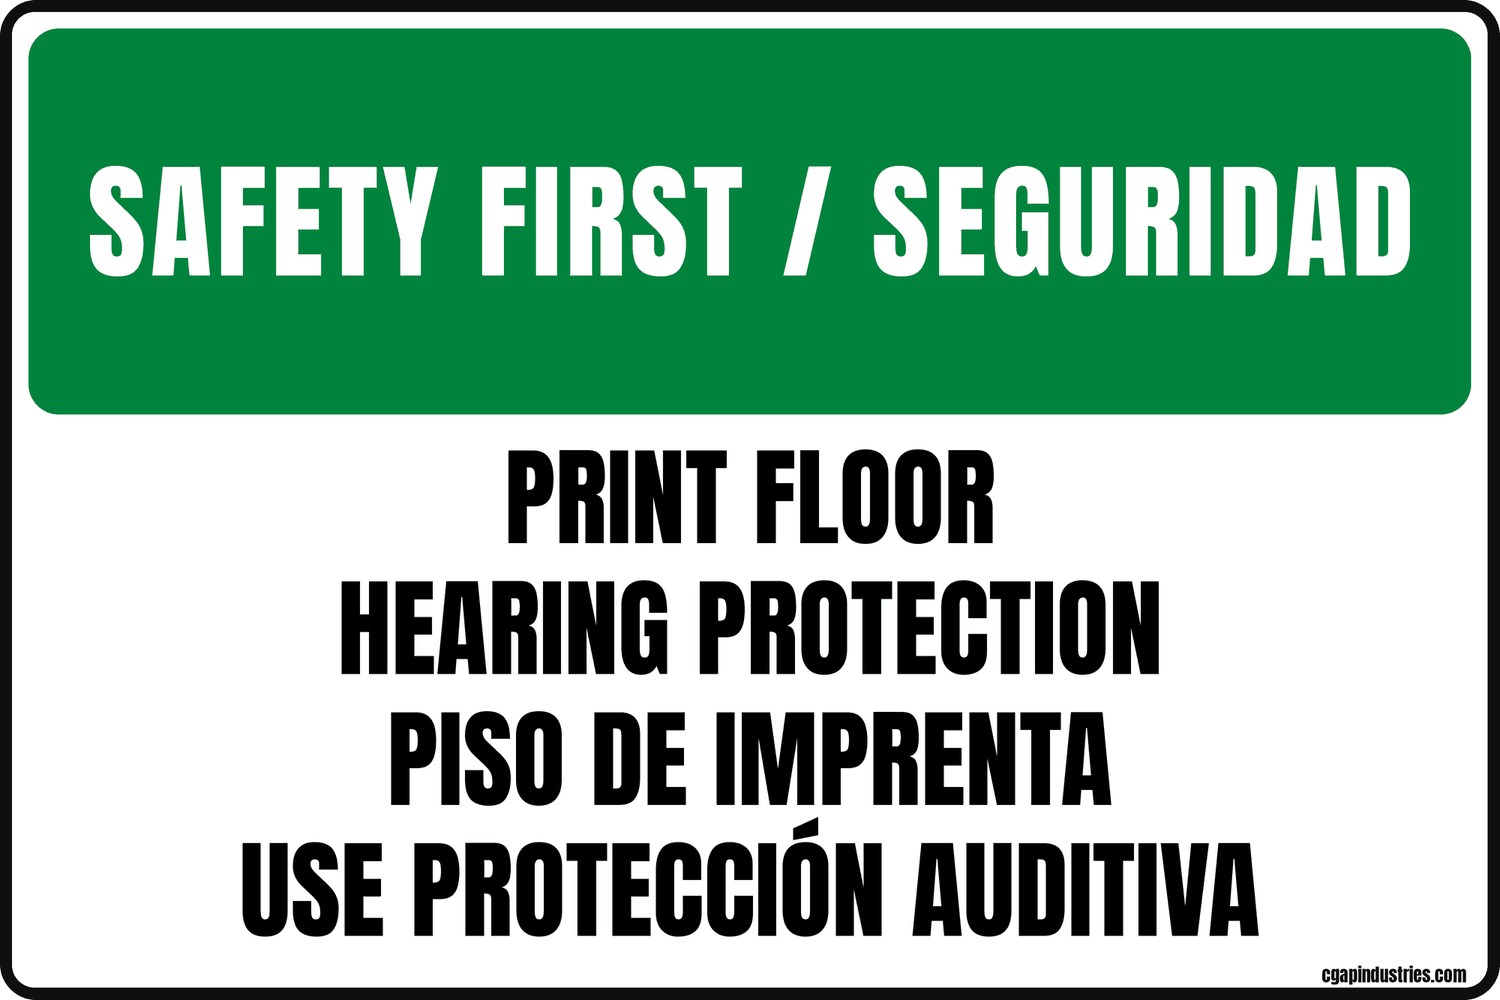 SAFETY FIRST / SEGURIDAD
PRINT FLOOR
HEARING PROTECTION
PISO DE IMPRENTA
USE PROTECCIÓN AUDITIVA
cgapindustries.com